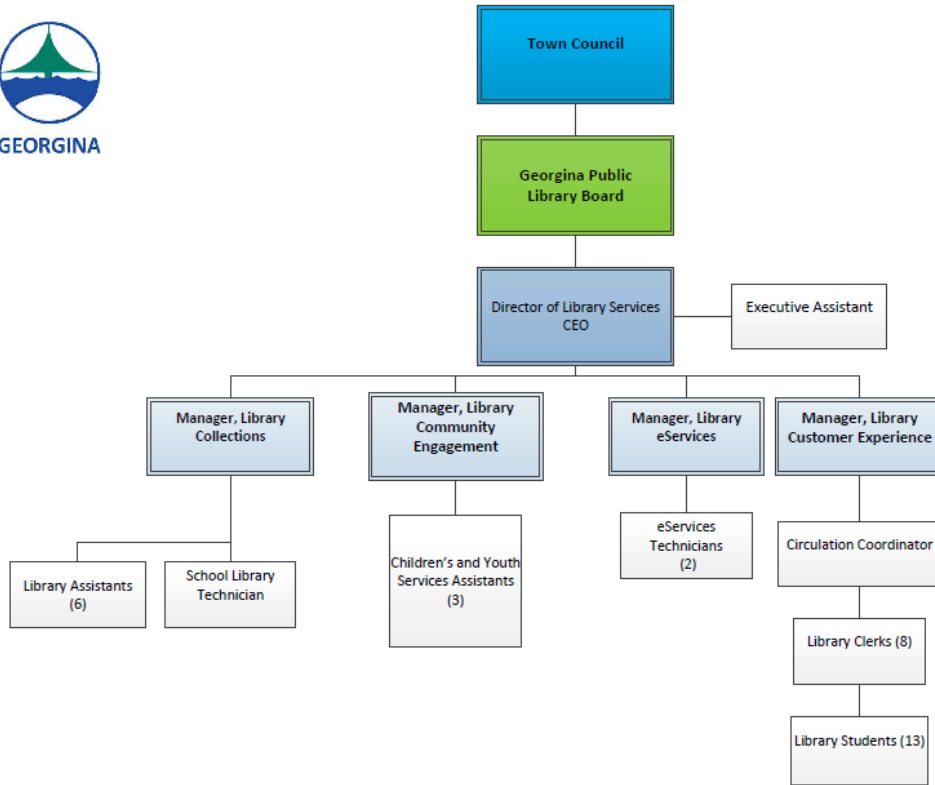 GEORGINA
Town Council
Georgina Public
Library Board
Director of Library Services
CEO
Executive Assistant
Manager, Library
Collections
Manager, Library
Community
Engagement
Manager, Library
eServices
Manager, Library
Customer Experience
Library Assistants
(6)
School Library
Technician
Children's and Youth
Services Assistants
(3)
eServices
Technicians
(2)
Circulation Coordinator
Library Clerks (8)
Library Students (13)